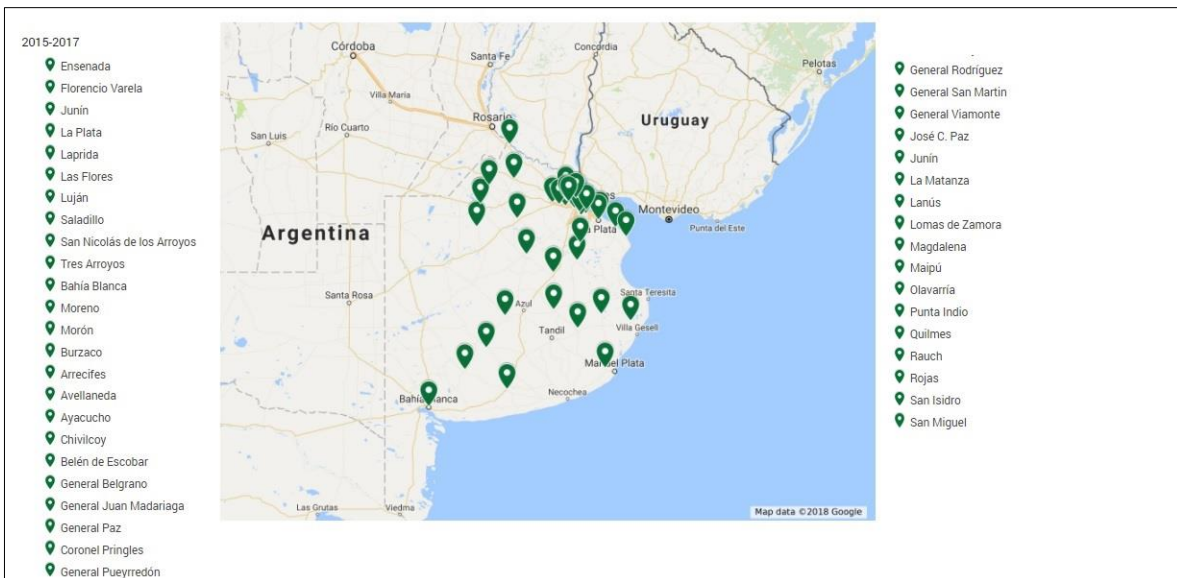 2015-2017
Ensenada
Florencio Varela
Junín
La Plata
Laprida
Las Flores
Luján
Saladillo
San Nicolás de los Arroyos
Tres Arroyos
Bahía Blanca
Moreno
Morón
Burzaco
Arrecifes
Avellaneda
Ayacucho
Chivilcoy
Belén de Escobar
General Belgrano
General Juan Madariaga
General Paz
Coronel Pringles
General Pueyrredón
Córdoba
Santa Fe
Concordia
Pelotas
Villa María
Rosario
San Luis
Río Cuarto
Uruguay
Montevideo
Punta del Este
Argentina
Plata
Santa Rosa
Azul
Santa Teresita
Tandil
Villa Gesell
Mar del Plata
Necochea
Bahía Blanca
Las Grutas
Viedma
Map data ©2018 Google
General Rodríguez
General San Martin
General Viamonte
José C. Paz
Junín
La Matanza
Lanús
Lomas de Zamora
Magdalena
Maipú
Olavarría
Punta Indio
Quilmes
Rauch
Rojas
San Isidro
San Miguel